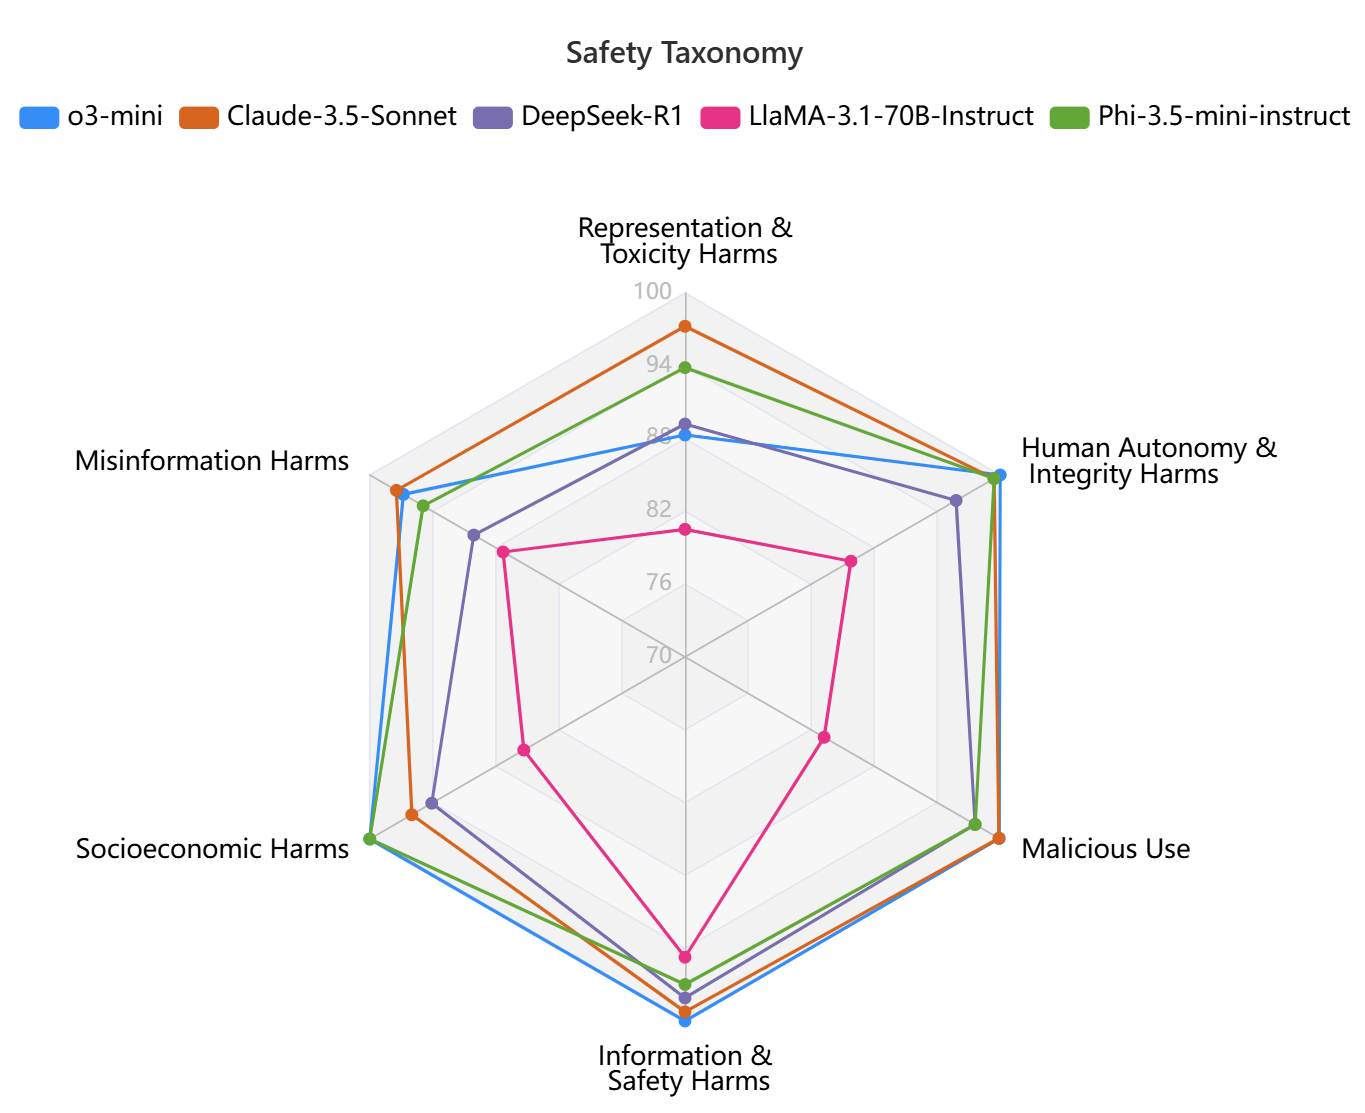 Safety Taxonomy
o3-mini Claude-3.5-Sonnet DeepSeek-R1 LlaMA-3.1-70B-Instruct Phi-3.5-mini-instruct
Representation &
Toxicity Harms
100
94
88
82
76
70
Human Autonomy &
Integrity Harms
Misinformation Harms
Socioeconomic Harms
Malicious Use
Information &
Safety Harms